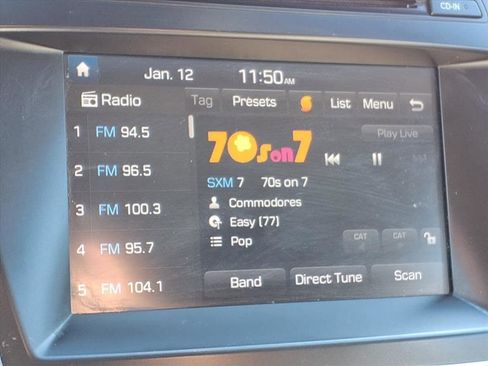 CD-IN
Jan. 12 11:50 AM
Radio Tag Presets List Menu
1 FM 94.5
2 FM 96.5
3 FM 100.3
4 FM 95.7
5 FM 104.1
Play Live
70s on 7
SXM 7 70s on 7
Commodores
Easy (77)
Pop
CAT CAT
Band Direct Tune Scan